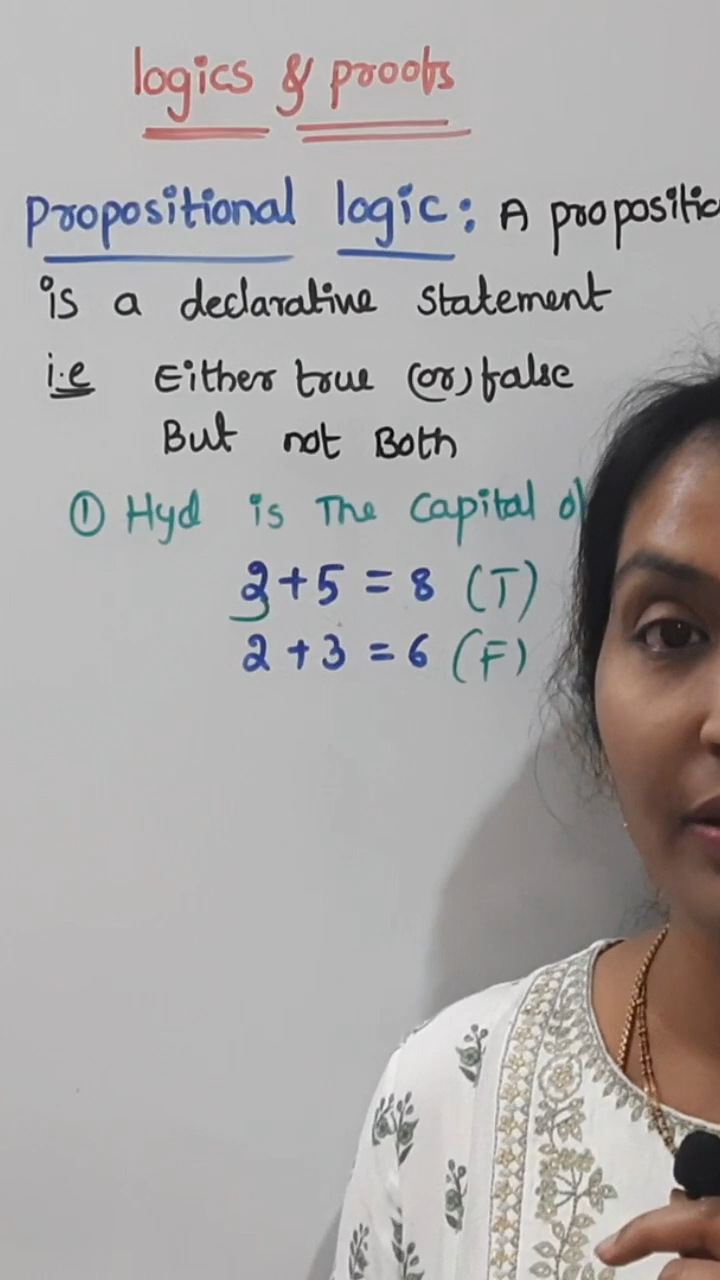 logics & proofs
Propositional logic: A propositic
is a declarative statement
i.e Either true (or) false
But not Both
① Hyd is The Capital of
3+5 = 8 (T)
2+3 = 6 (F)